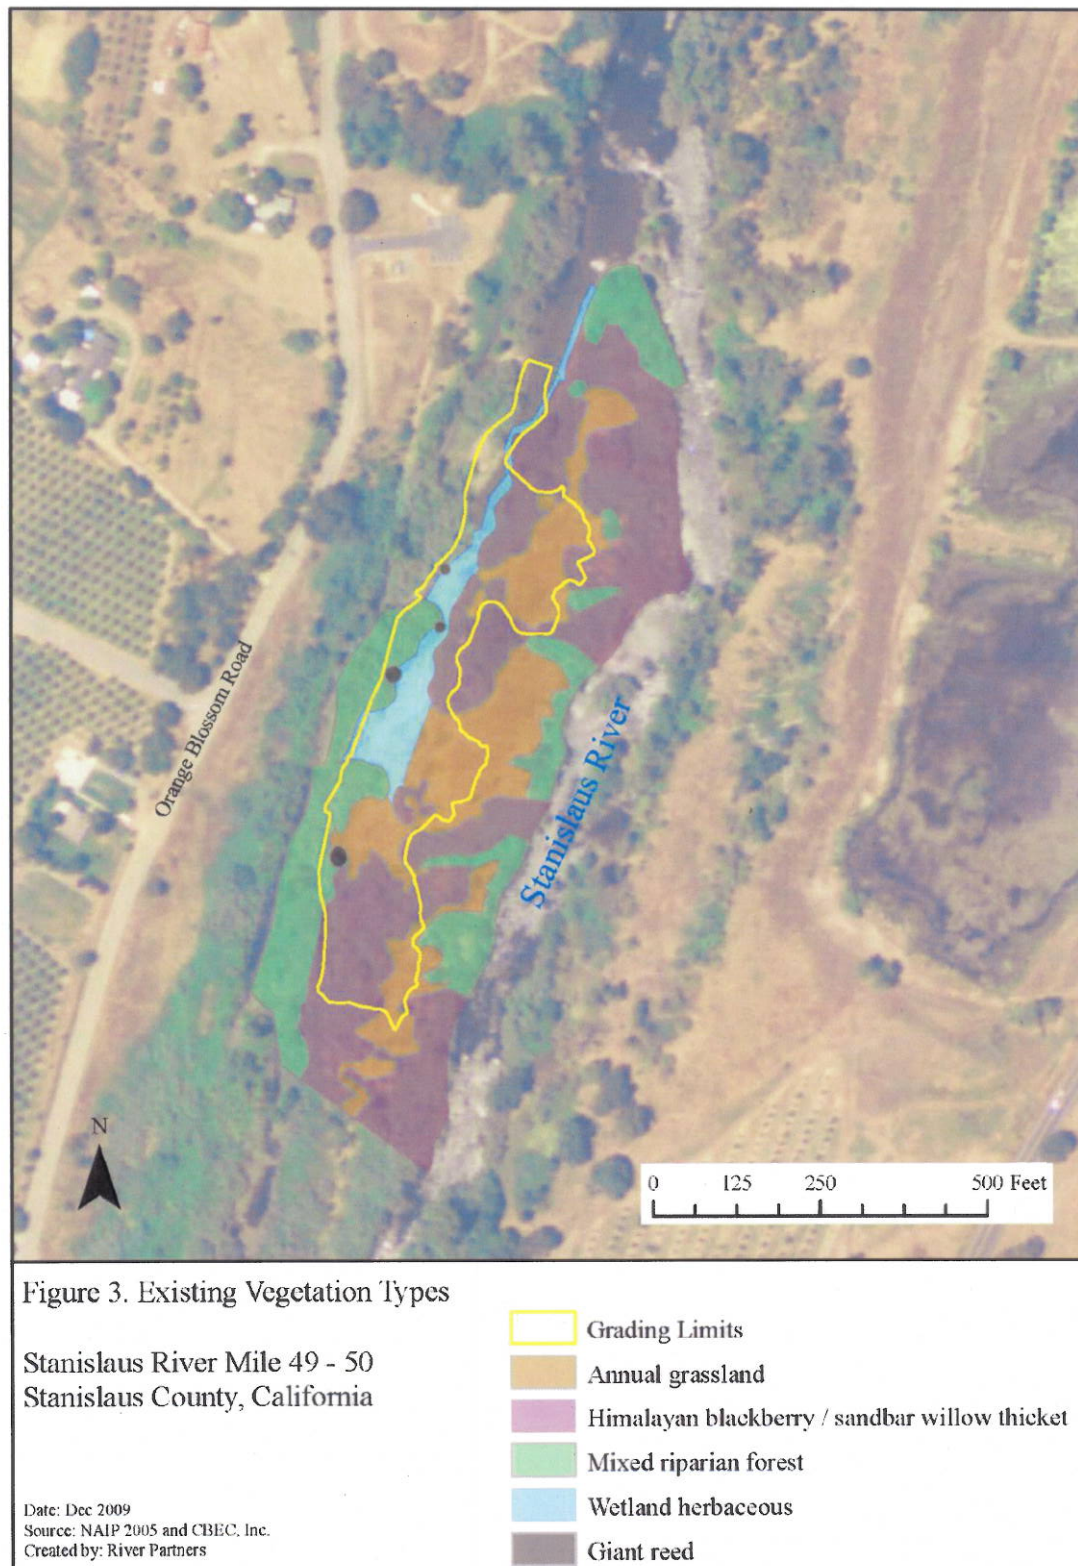 Orange Blossom Road
Stanislaus River
N
0 125 250 500 Feet
Figure 3. Existing Vegetation Types
Stanislaus River Mile 49 - 50
Stanislaus County, California
Date: Dec 2009
Source: NAIP 2005 and CBEC, Inc.
Created by: River Partners
Grading Limits
Annual grassland
Himalayan blackberry / sandbar willow thicket
Mixed riparian forest
Wetland herbaceous
Giant reed